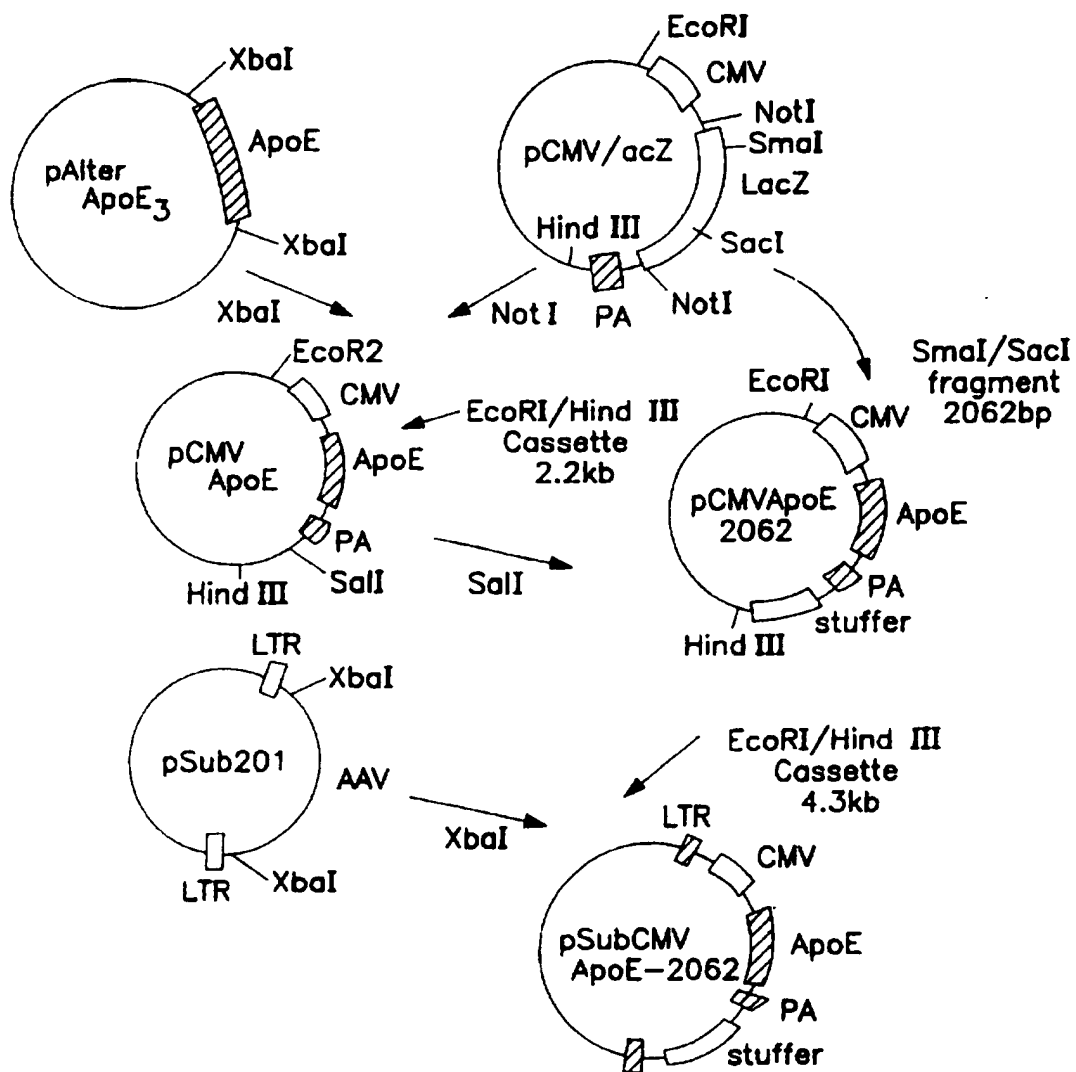 EcoRI
XbaI
CMV
NotI
SmaI
ApoE
pAlter
ApoE3
pCMV/acZ
LacZ
Hind III
XbaI
SacI
XbaI
Not I
PA
NotI
SmaI/SacI
fragment
2062bp
EcoR2
CMV
EcoRI/Hind III
Cassette
2.2kb
EcoRI
CMV
pCMV
ApoE
ApoE
pCMVApoE
2062
ApoE
PA
SalI
Hind III
SalI
PA
stuffer
Hind III
LTR
XbaI
pSub201
AAV
EcoRI/Hind III
Cassette
4.3kb
XbaI
LTR
XbaI
LTR
CMV
pSubCMV
ApoE-2062
ApoE
PA
stuffer